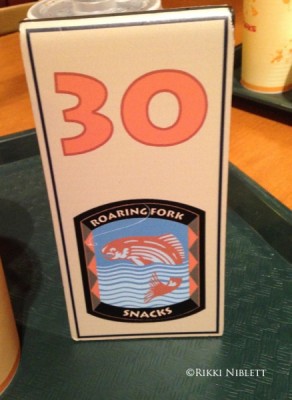 30
ROARING FORK
SNACKS
©RIKKI NIBLETT